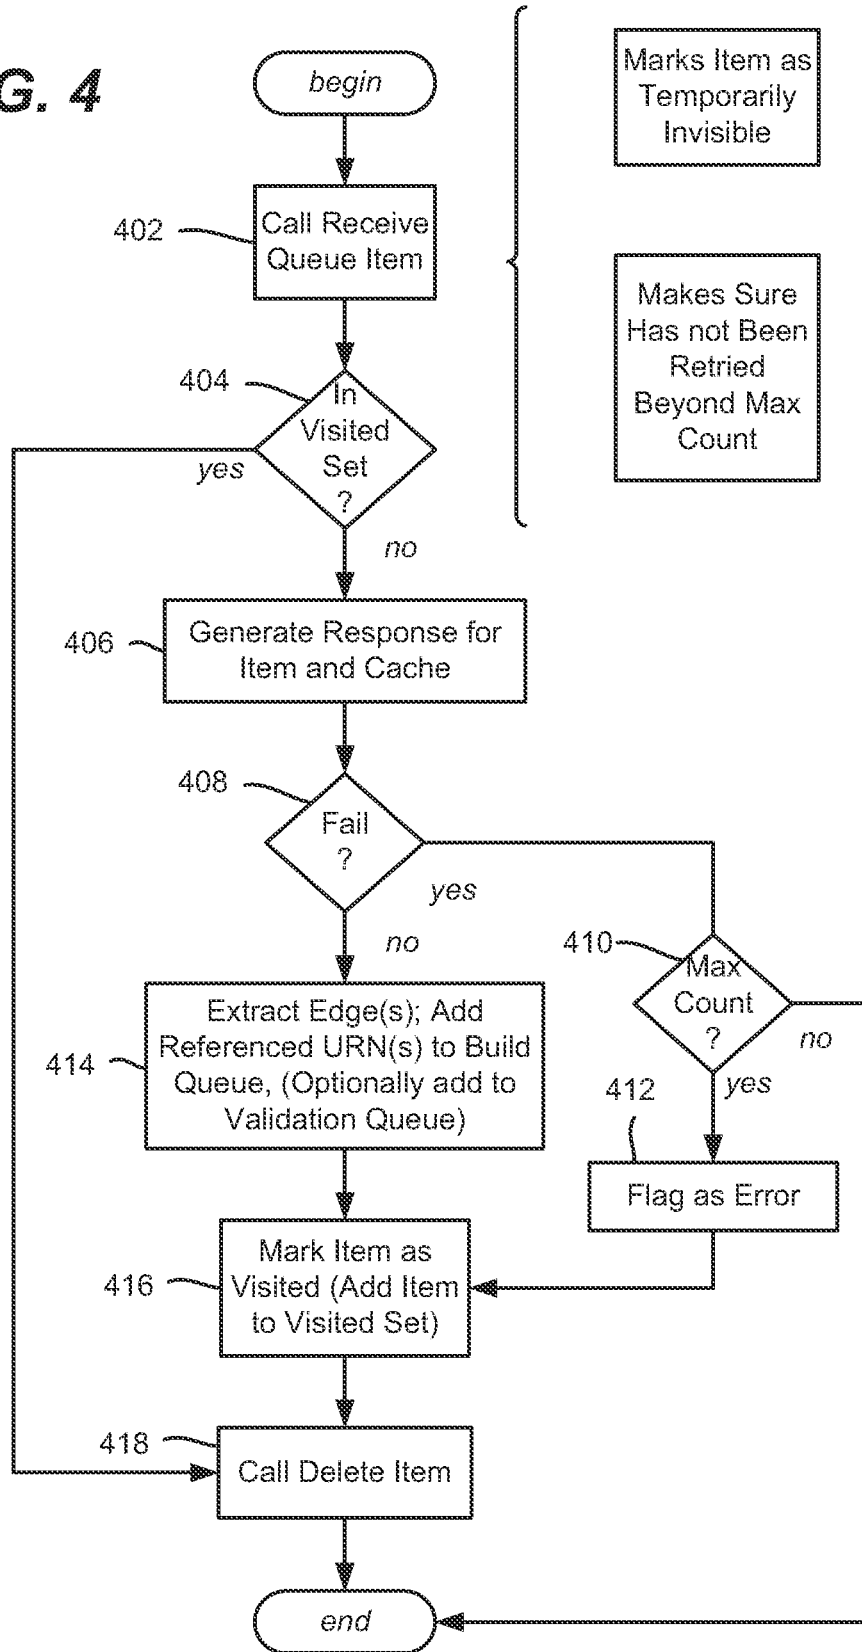 G. 4
begin
Marks Item as
Temporarily
Invisible
402
Call Receive
Queue Item
Makes Sure
Has not Been
Retried
Beyond Max
Count
404
In
Visited
Set
?
yes
no
406
Generate Response for
Item and Cache
408
Fail
?
yes
no
410
Max
Count
?
no
yes
414
Extract Edge(s); Add
Referenced URN(s) to Build
Queue, (Optionally add to
Validation Queue)
412
Flag as Error
416
Mark Item as
Visited (Add Item
to Visited Set)
418
Call Delete Item
end